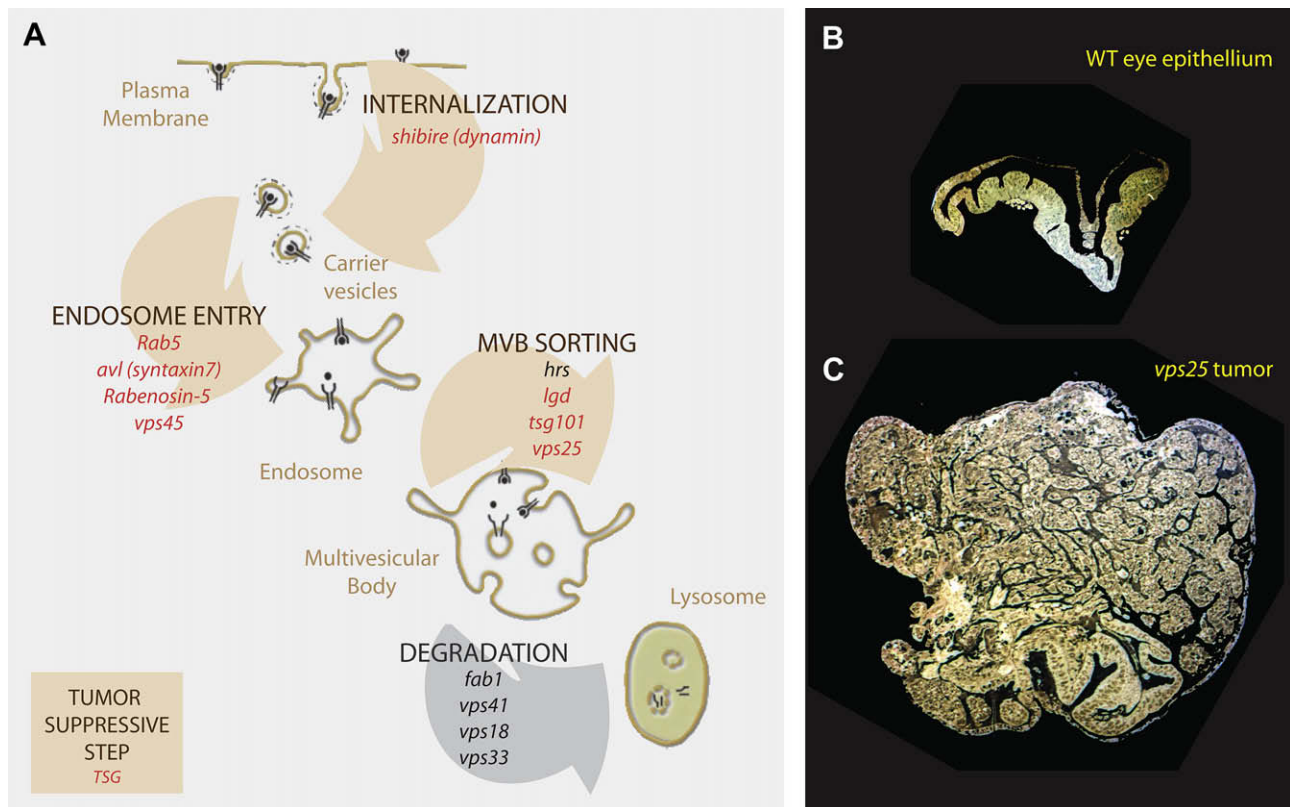 A
Plasma
Membrane
INTERNALIZATION
shibire (dynamin)
Carrier
vesicles
ENDOSOME ENTRY
Rab5
avl (syntaxin7)
Rabenosin-5
vps45
Endosome
MVB SORTING
hrs
lgd
tsg101
vps25
Multivesicular
Body
Lysosome
DEGRADATION
fab1
vps41
vps18
vps33
TUMOR
SUPPRESSIVE
STEP
TSG
B
WT eye epithellium
C
vps25 tumor